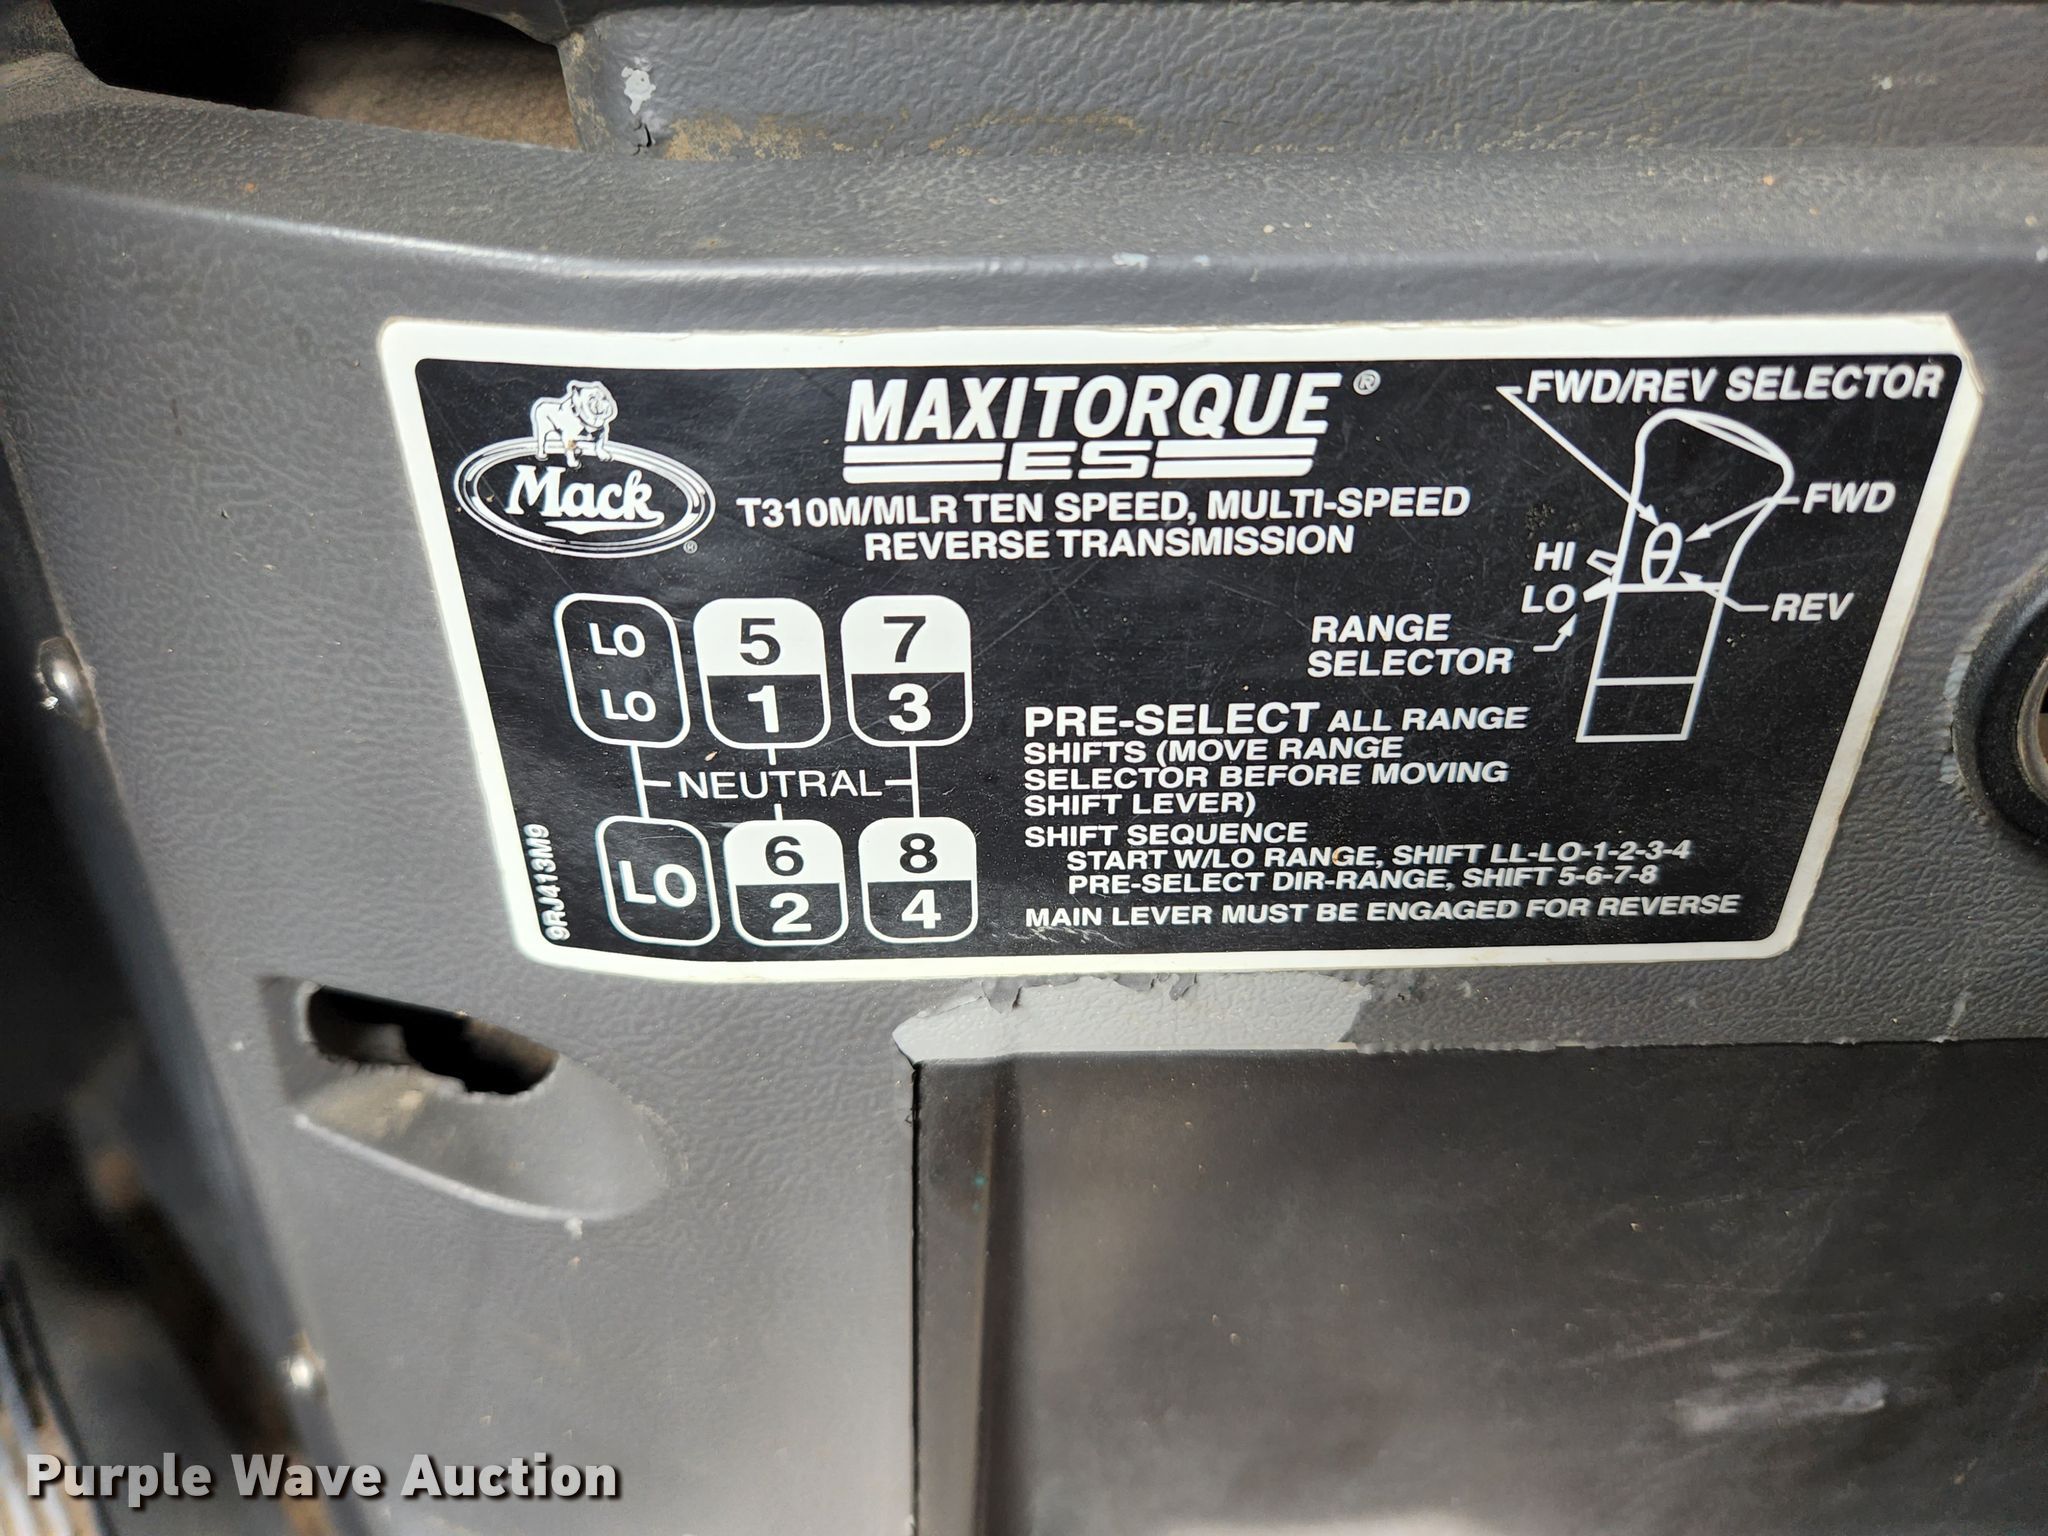 MAXITORQUE®
ES
Mack®
T310M/MLR TEN SPEED, MULTI-SPEED
REVERSE TRANSMISSION
FWD/REV SELECTOR
FWD
HI
LO
REV
RANGE
SELECTOR
LO
LO
5
1
7
3
NEUTRAL
LO
6
2
8
4
PRE-SELECT ALL RANGE
SHIFTS (MOVE RANGE
SELECTOR BEFORE MOVING
SHIFT LEVER)
SHIFT SEQUENCE
START W/LO RANGE, SHIFT LL-LO-1-2-3-4
PRE-SELECT DIR-RANGE, SHIFT 5-6-7-8
MAIN LEVER MUST BE ENGAGED FOR REVERSE
9RJ413M9
Purple Wave Auction